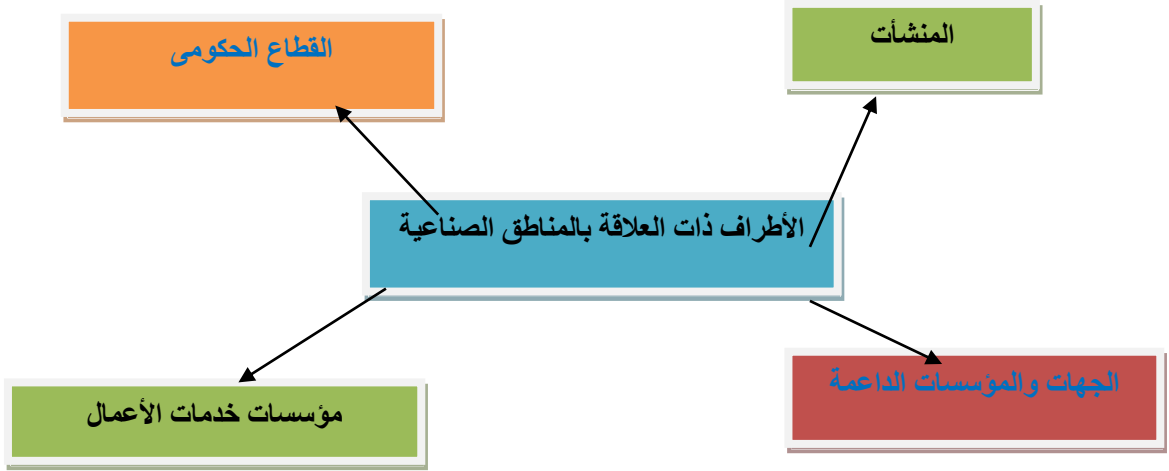 المنشأت
القطاع الحكومى
الأطراف ذات العلاقة بالمناطق الصناعية
الجهات والمؤسسات الداعمة
مؤسسات خدمات الأعمال